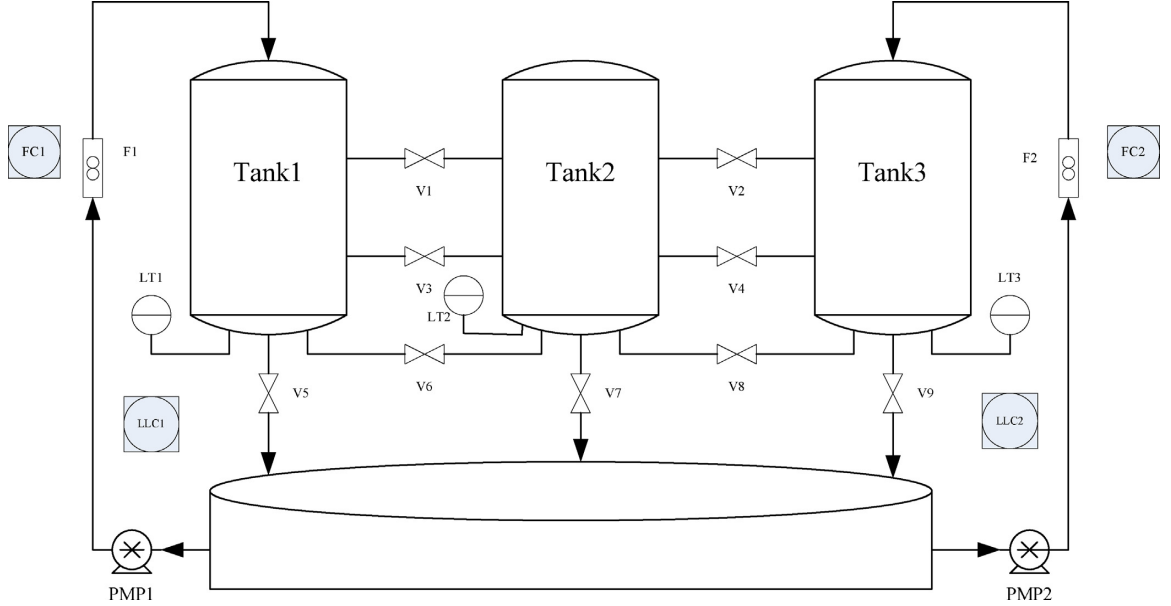 FC1
F1
Tank1
V1
Tank2
V2
Tank3
F2
FC2
LT1
V3
LT2
V4
LT3
V5
V6
V7
V8
V9
LLC1
LLC2
PMP1
PMP2